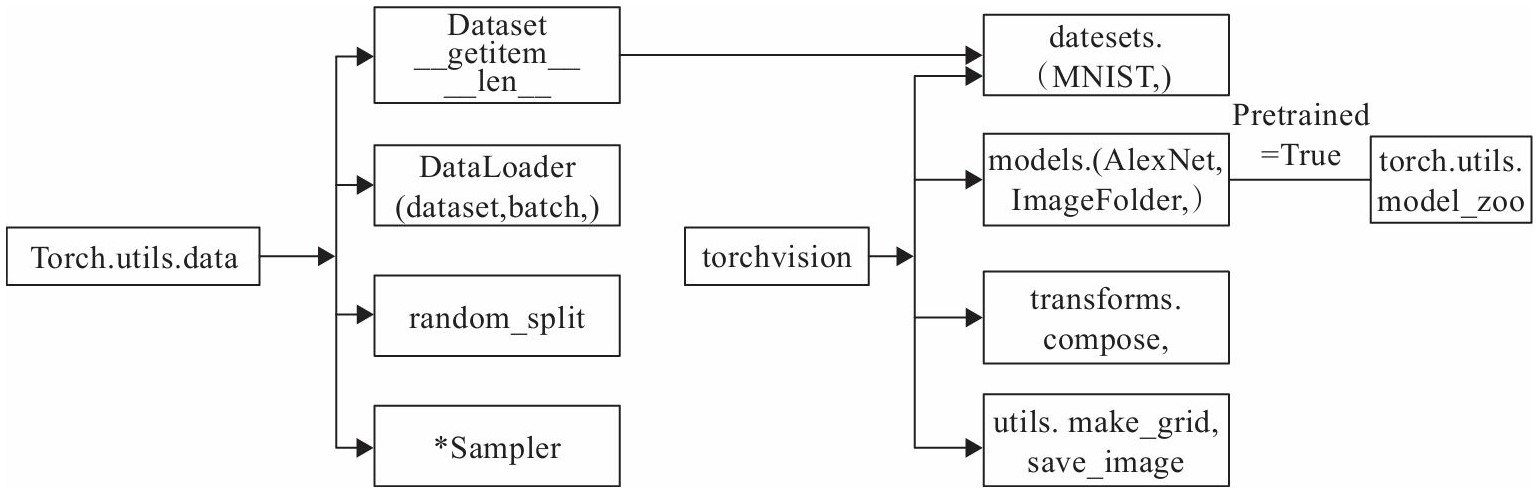 Torch.utils.data
Dataset
__getitem__
__len__
DataLoader
(dataset,batch,)
random_split
*Sampler
torchvision
datesets.
（MNIST,)
models.(AlexNet,
ImageFolder,）
Pretrained
=True
torch.utils.
model_zoo
transforms.
compose,
utils. make_grid,
save_image